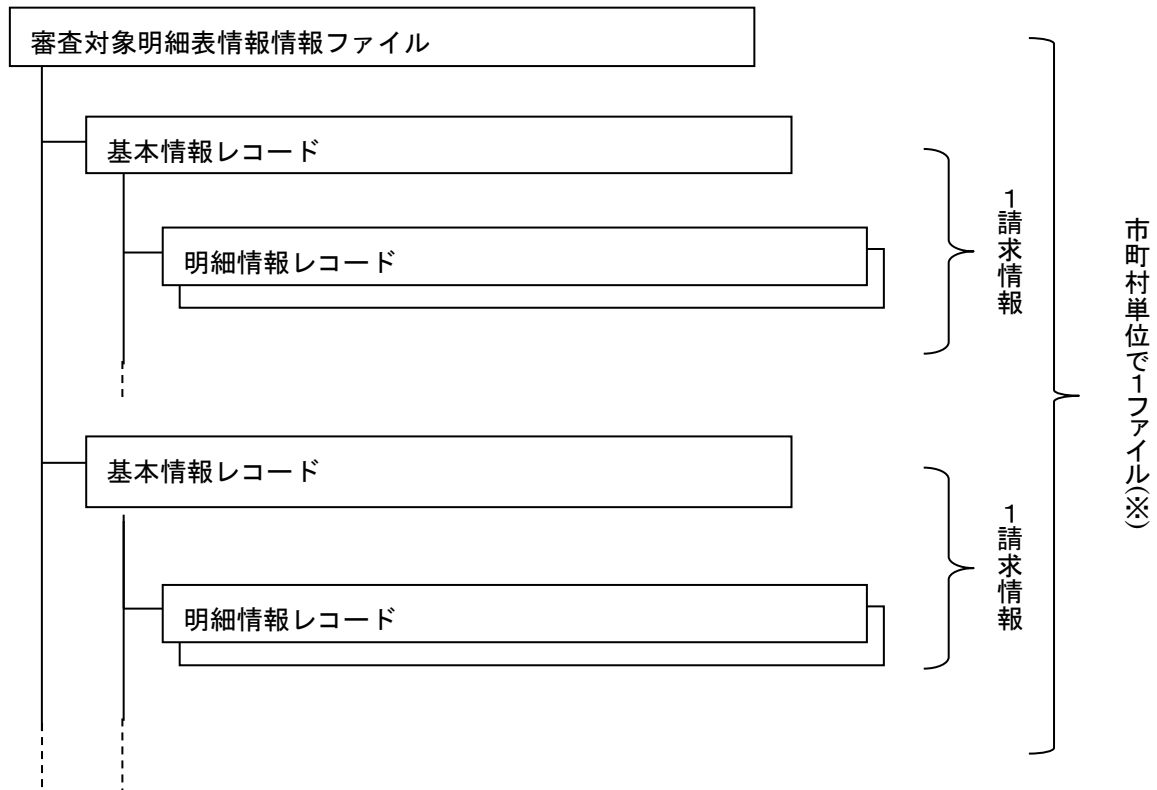 審査対象明細表情報情報ファイル
基本情報レコード
明細情報レコード
1請求情報
基本情報レコード
明細情報レコード
1請求情報
市町村単位で1ファイル(※)